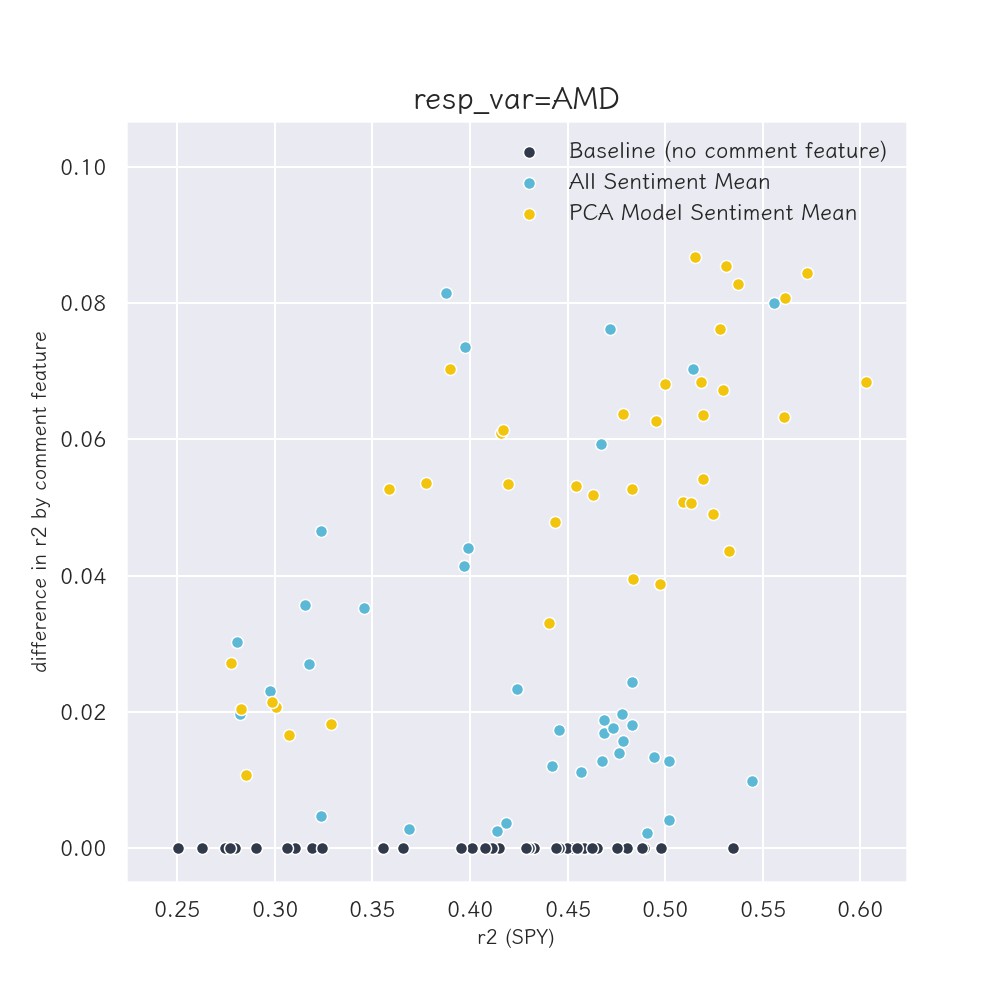 resp_var=AMD
Baseline (no comment feature)
All Sentiment Mean
PCA Model Sentiment Mean
difference in r2 by comment feature
0.10
0.08
0.06
0.04
0.02
0.00
0.25 0.30 0.35 0.40 0.45 0.50 0.55 0.60
r2 (SPY)